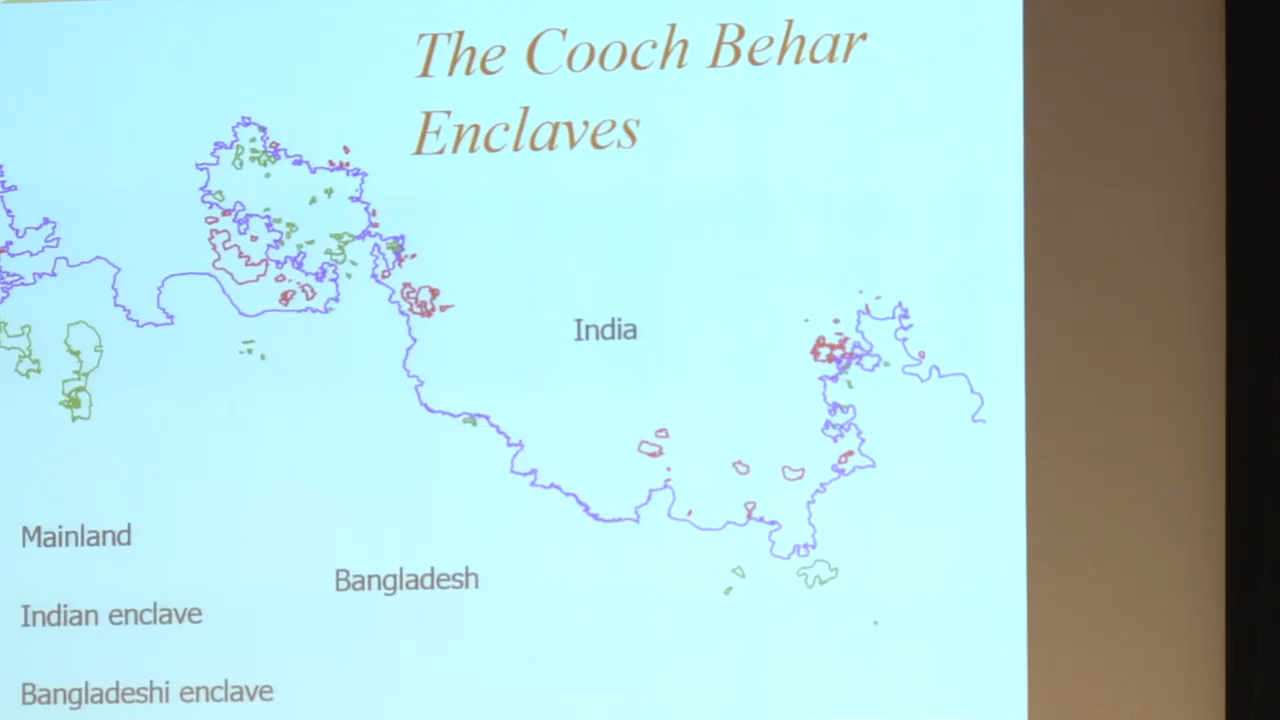 The Cooch Behar
Enclaves
India
Mainland
Bangladesh
Indian enclave
Bangladeshi enclave